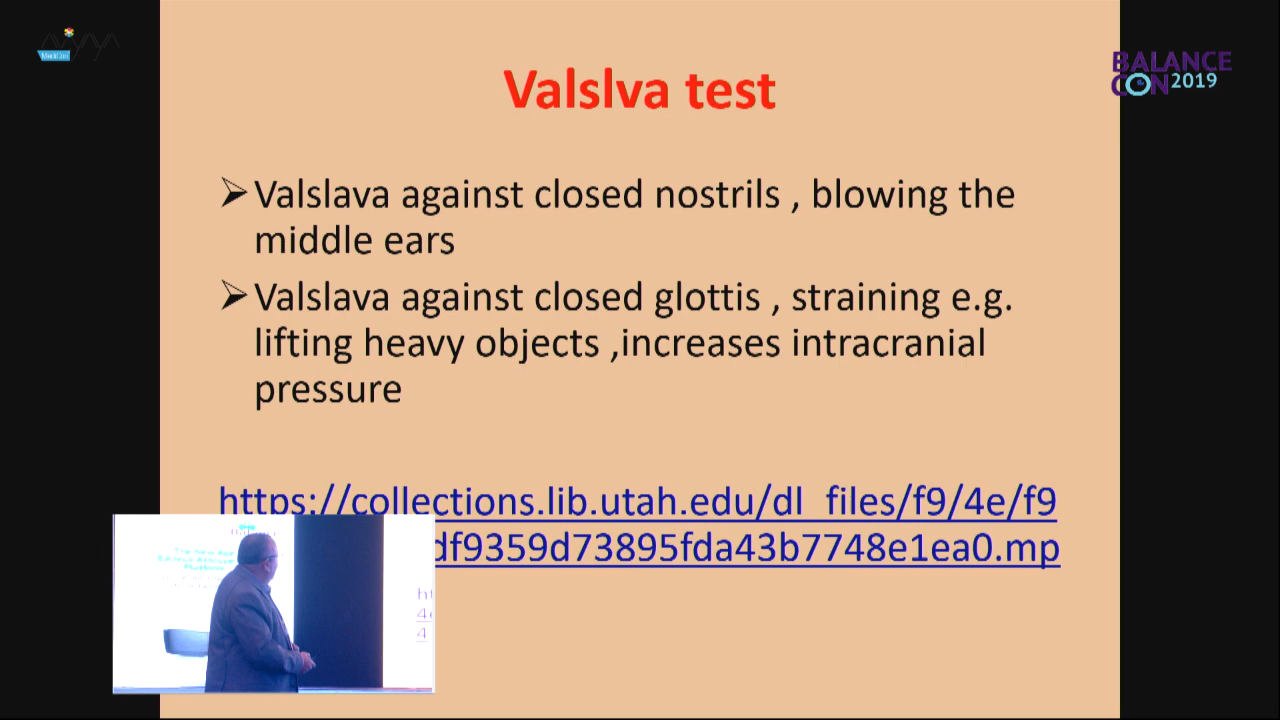 MediCon
BALANCE
CON 2019
Valslva test
Valslava against closed nostrils , blowing the
middle ears
Valslava against closed glottis , straining e.g.
lifting heavy objects ,increases intracranial
pressure
https://collections.lib.utah.edu/dl_files/f9/4e/f9
df9359d73895fda43b7748e1ea0.mp